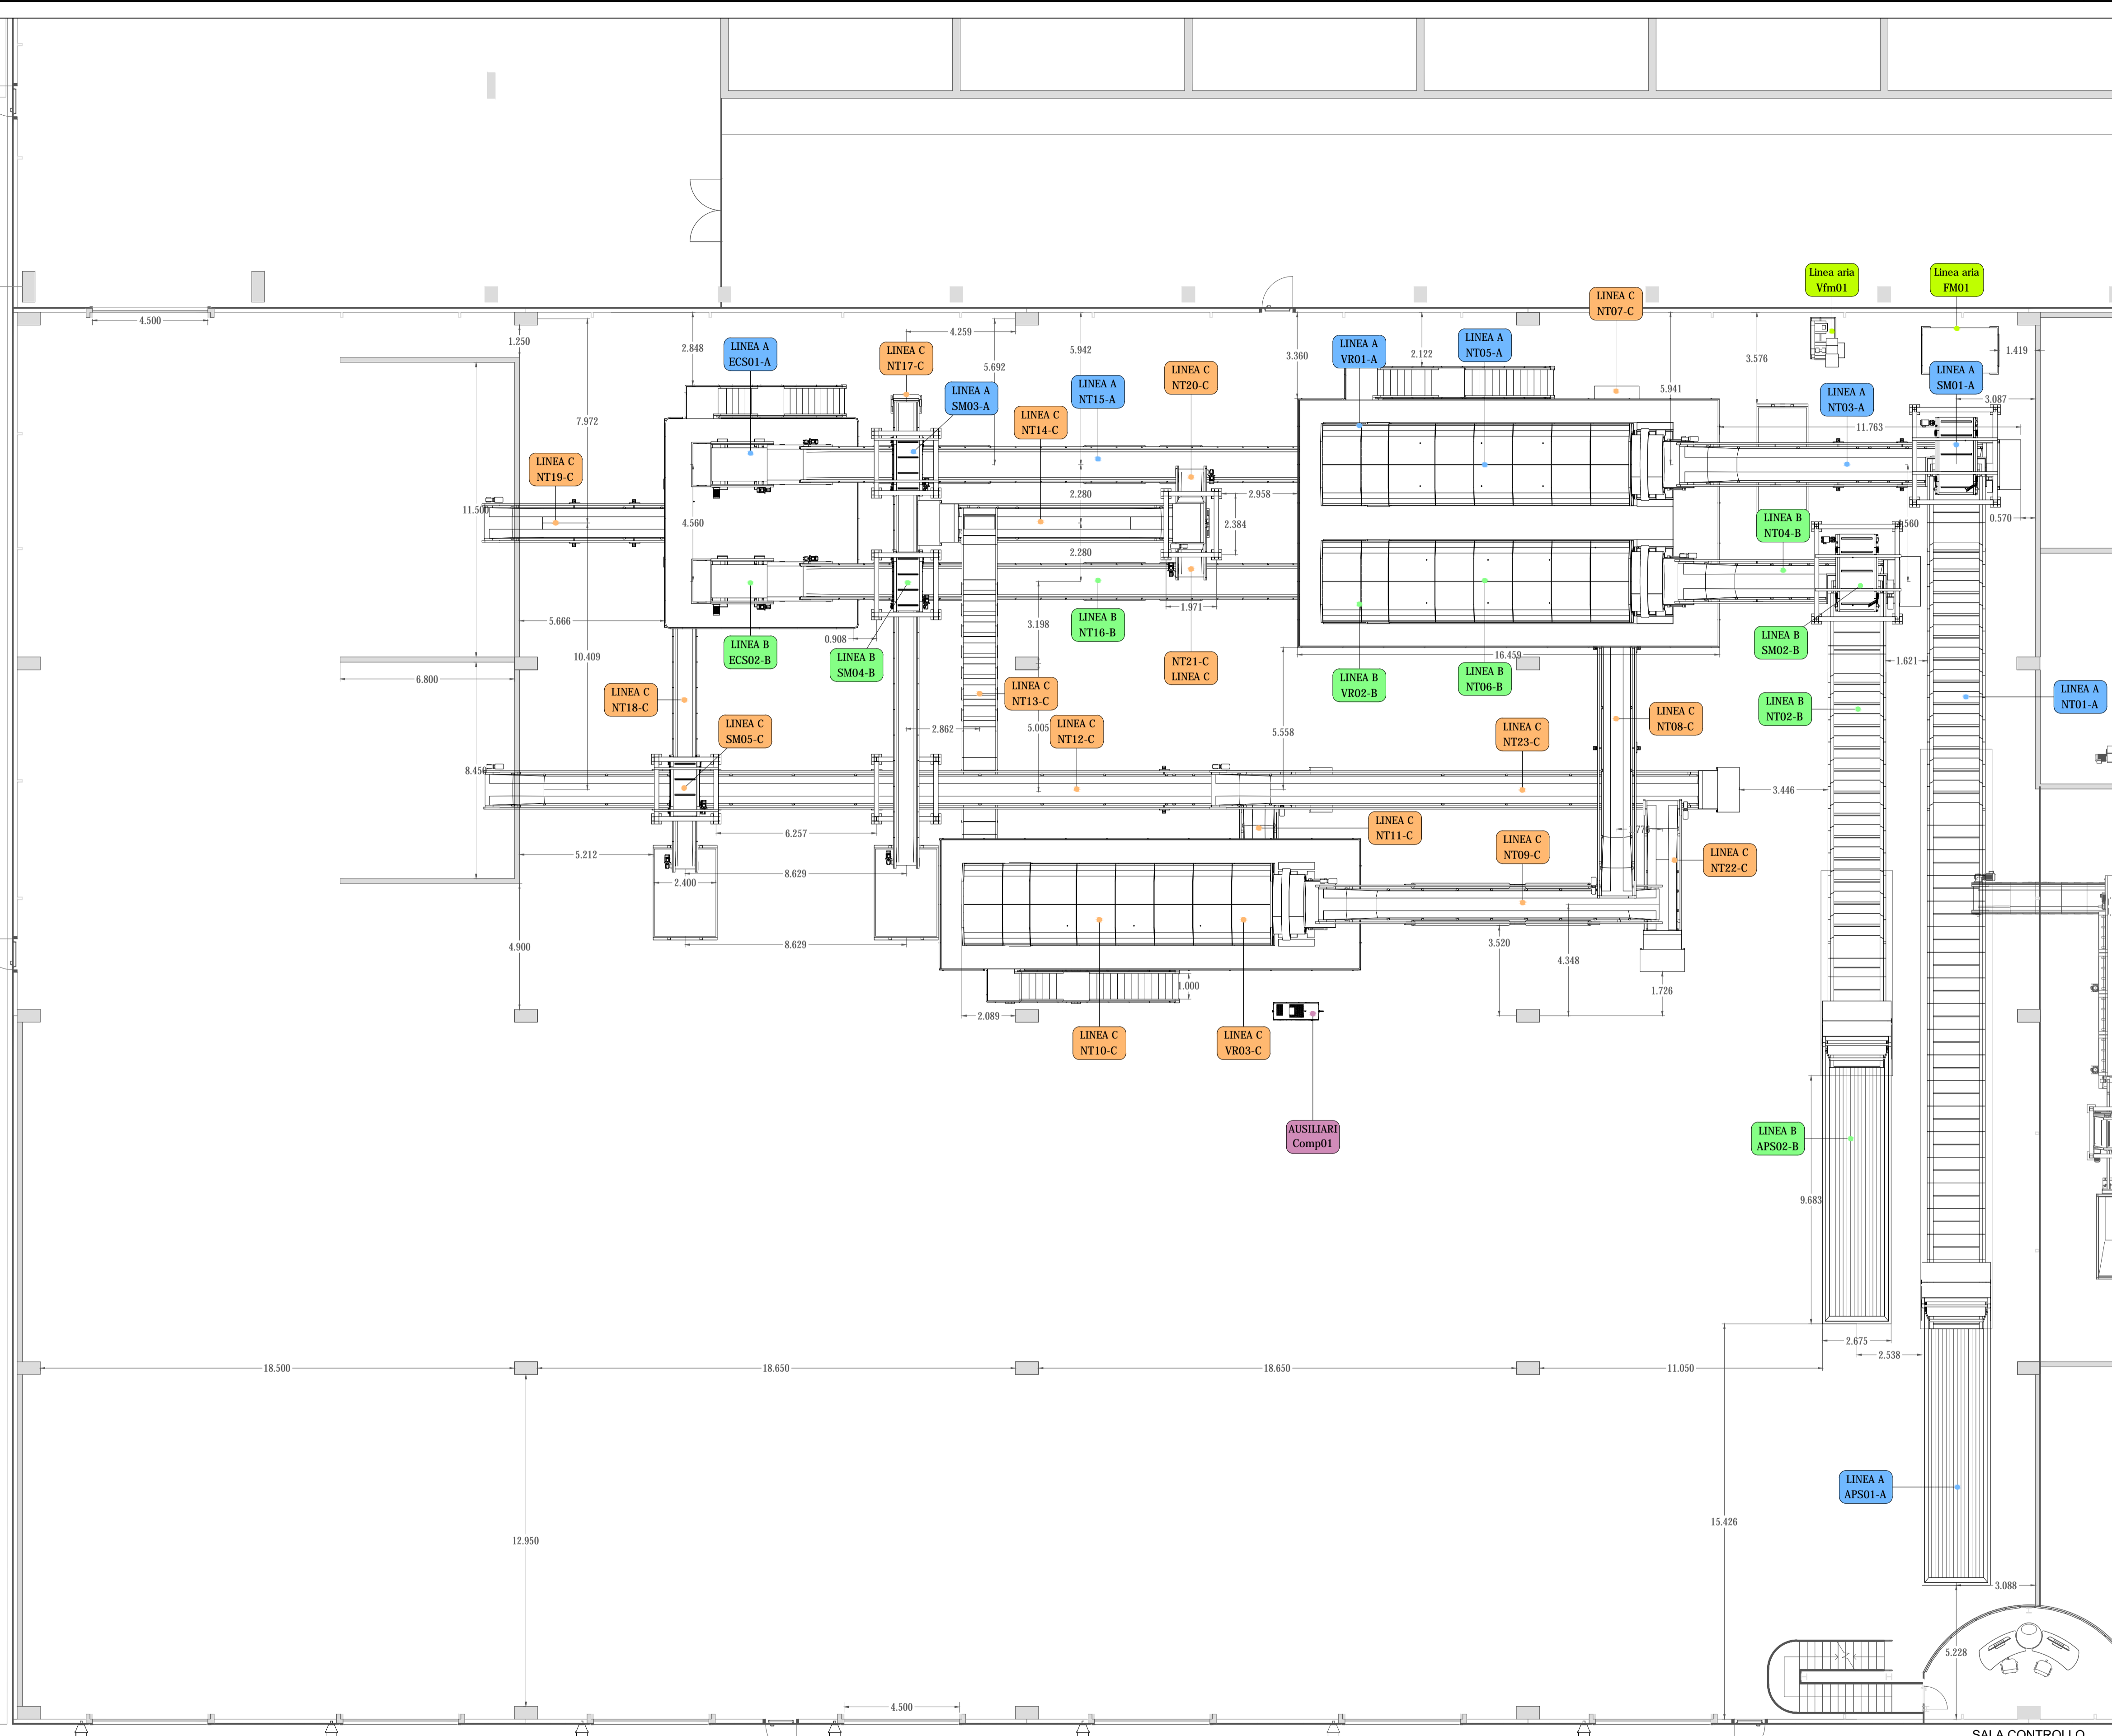 Linea aria
Vfm01
Linea aria
FM01
LINEA C
NT07-C
4.500
1.250
2.848
4.259
5.942
5.692
3.360
2.122
5.941
3.576
1.419
LINEA A
ECS01-A
LINEA C
NT17-C
LINEA A
SM03-A
LINEA A
NT15-A
LINEA C
NT20-C
LINEA C
NT14-C
LINEA A
VR01-A
LINEA A
NT05-A
LINEA A
NT03-A
LINEA A
SM01-A
3.087
11.763
7.972
LINEA C
NT19-C
11.500
4.560
2.280
2.280
2.958
2.384
1.971
0.570
LINEA B
NT04-B
5.666
10.409
0.908
3.198
LINEA B
ECS02-B
LINEA B
SM04-B
LINEA B
NT16-B
NT21-C
LINEA C
LINEA B
VR02-B
LINEA B
NT06-B
16.459
LINEA B
SM02-B
1.621
6.800
LINEA C
NT18-C
LINEA C
SM05-C
LINEA C
NT13-C
2.862
5.005
LINEA C
NT12-C
5.558
LINEA C
NT23-C
LINEA C
NT08-C
LINEA B
NT02-B
LINEA A
NT01-A
8.450
3.446
6.257
5.212
8.629
2.400
LINEA C
NT11-C
LINEA C
NT09-C
LINEA C
NT22-C
4.900
8.629
3.520
4.348
1.726
1.000
2.089
LINEA C
NT10-C
LINEA C
VR03-C
AUSILIARI
Comp01
LINEA B
APS02-B
9.683
2.675
2.538
18.500
18.650
18.650
11.050
LINEA A
APS01-A
12.950
15.426
3.088
5.228
4.500
SALA CONTROLLO